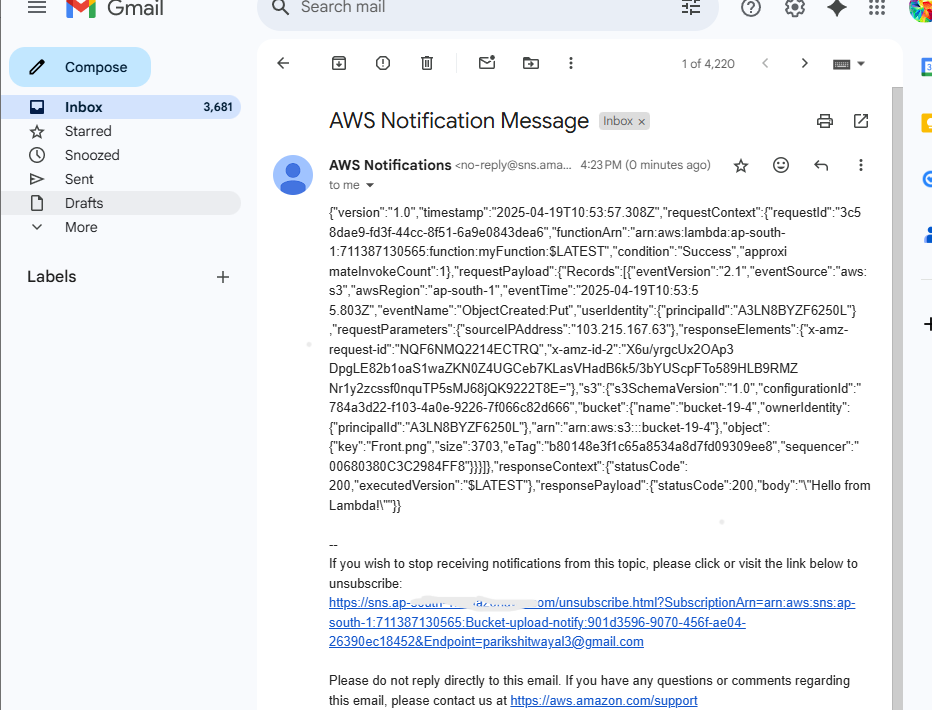 Gmail
Search mail
Compose
Inbox 3,681
Starred
Snoozed
Sent
Drafts
More
Labels
1 of 4,220
AWS Notification Message Inbox ×
AWS Notifications <no-reply@sns.ama... 4:23 PM (0 minutes ago)
to me
{"version":"1.0","timestamp":"2025-04-19T10:53:57.308Z","requestContext":{"requestId":"3c5
8dae9-fd3f-44cc-8f51-6a9e0843dea6","functionArn":"arn:aws:lambda:ap-south-
1:711387130565:function:myFunction:$LATEST","condition":"Success","approxi
mateInvokeCount":1},"requestPayload":{"Records":[{"eventVersion":"2.1","eventSource":"aws:
s3","awsRegion":"ap-south-1","eventTime":"2025-04-19T10:53:5
5.803Z","eventName":"ObjectCreated:Put","userIdentity":{"principalId":"A3LN8BYZF6250L"}
,"requestParameters":{"sourceIPAddress":"103.215.167.63"},"responseElements":{"x-amz-
request-id":"NQF6NMQ2214ECTRQ","x-amz-id-2":"X6u/yrgcUx2OAp3
DpgLE82b1oaS1waZKN0Z4UGCeb7KLasVHadB6k5/3bYUScpFTo589HLB9RMZ
Nr1y2zcssf0nquTP5sMJ68jQK9222T8E="},"s3":{"s3SchemaVersion":"1.0","configurationId":"
784a3d22-f103-4a0e-9226-7f066c82d666","bucket":{"name":"bucket-19-4","ownerIdentity":
{"principalId":"A3LN8BYZF6250L"},"arn":"arn:aws:s3:::bucket-19-4"},"object":
{"key":"Front.png","size":3703,"eTag":"b80148e3f1c65a8534a8d7fd09309ee8","sequencer":"
00680380C3C2984FF8"}}}]},"responseContext":{"statusCode":
200,"executedVersion":"$LATEST"},"responsePayload":{"statusCode":200,"body":"\"Hello from
Lambda!\""}}
--
If you wish to stop receiving notifications from this topic, please click or visit the link below to
unsubscribe:
https://sns.ap- om/unsubscribe.html?SubscriptionArn=arn:aws:sns:ap-
south-1:711387130565:Bucket-upload-notify:901d3596-9070-456f-ae04-
26390ec18452&Endpoint=parikshitwayal3@gmail.com
Please do not reply directly to this email. If you have any questions or comments regarding
this email, please contact us at https://aws.amazon.com/support